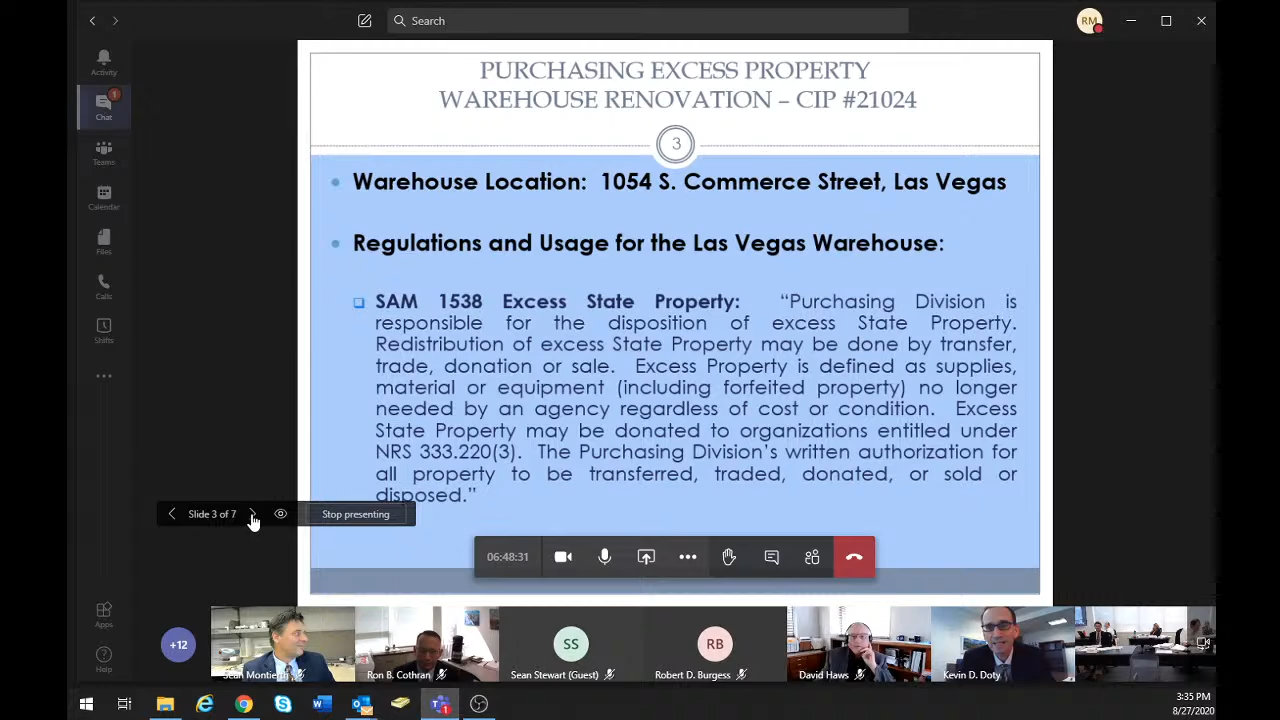 Search
RM
Activity
1
Chat
Teams
Calendar
Files
Calls
Shifts
Apps
Help
PURCHASING EXCESS PROPERTY
WAREHOUSE RENOVATION – CIP #21024
3
Warehouse Location: 1054 S. Commerce Street, Las Vegas
Regulations and Usage for the Las Vegas Warehouse:
SAM 1538 Excess State Property: “Purchasing Division is
responsible for the disposition of excess State Property.
Redistribution of excess State Property may be done by transfer,
trade, donation or sale. Excess Property is defined as supplies,
material or equipment (including forfeited property) no longer
needed by an agency regardless of cost or condition. Excess
State Property may be donated to organizations entitled under
NRS 333.220(3). The Purchasing Division’s written authorization for
all property to be transferred, traded, donated, or sold or
disposed.”
Slide 3 of 7
Stop presenting
06:48:31
+12
SS
RB
Sean Montierth
Ron B. Cothran
Sean Stewart (Guest)
Robert D. Burgess
David Haws
Kevin D. Doty
3:35 PM
8/27/2020